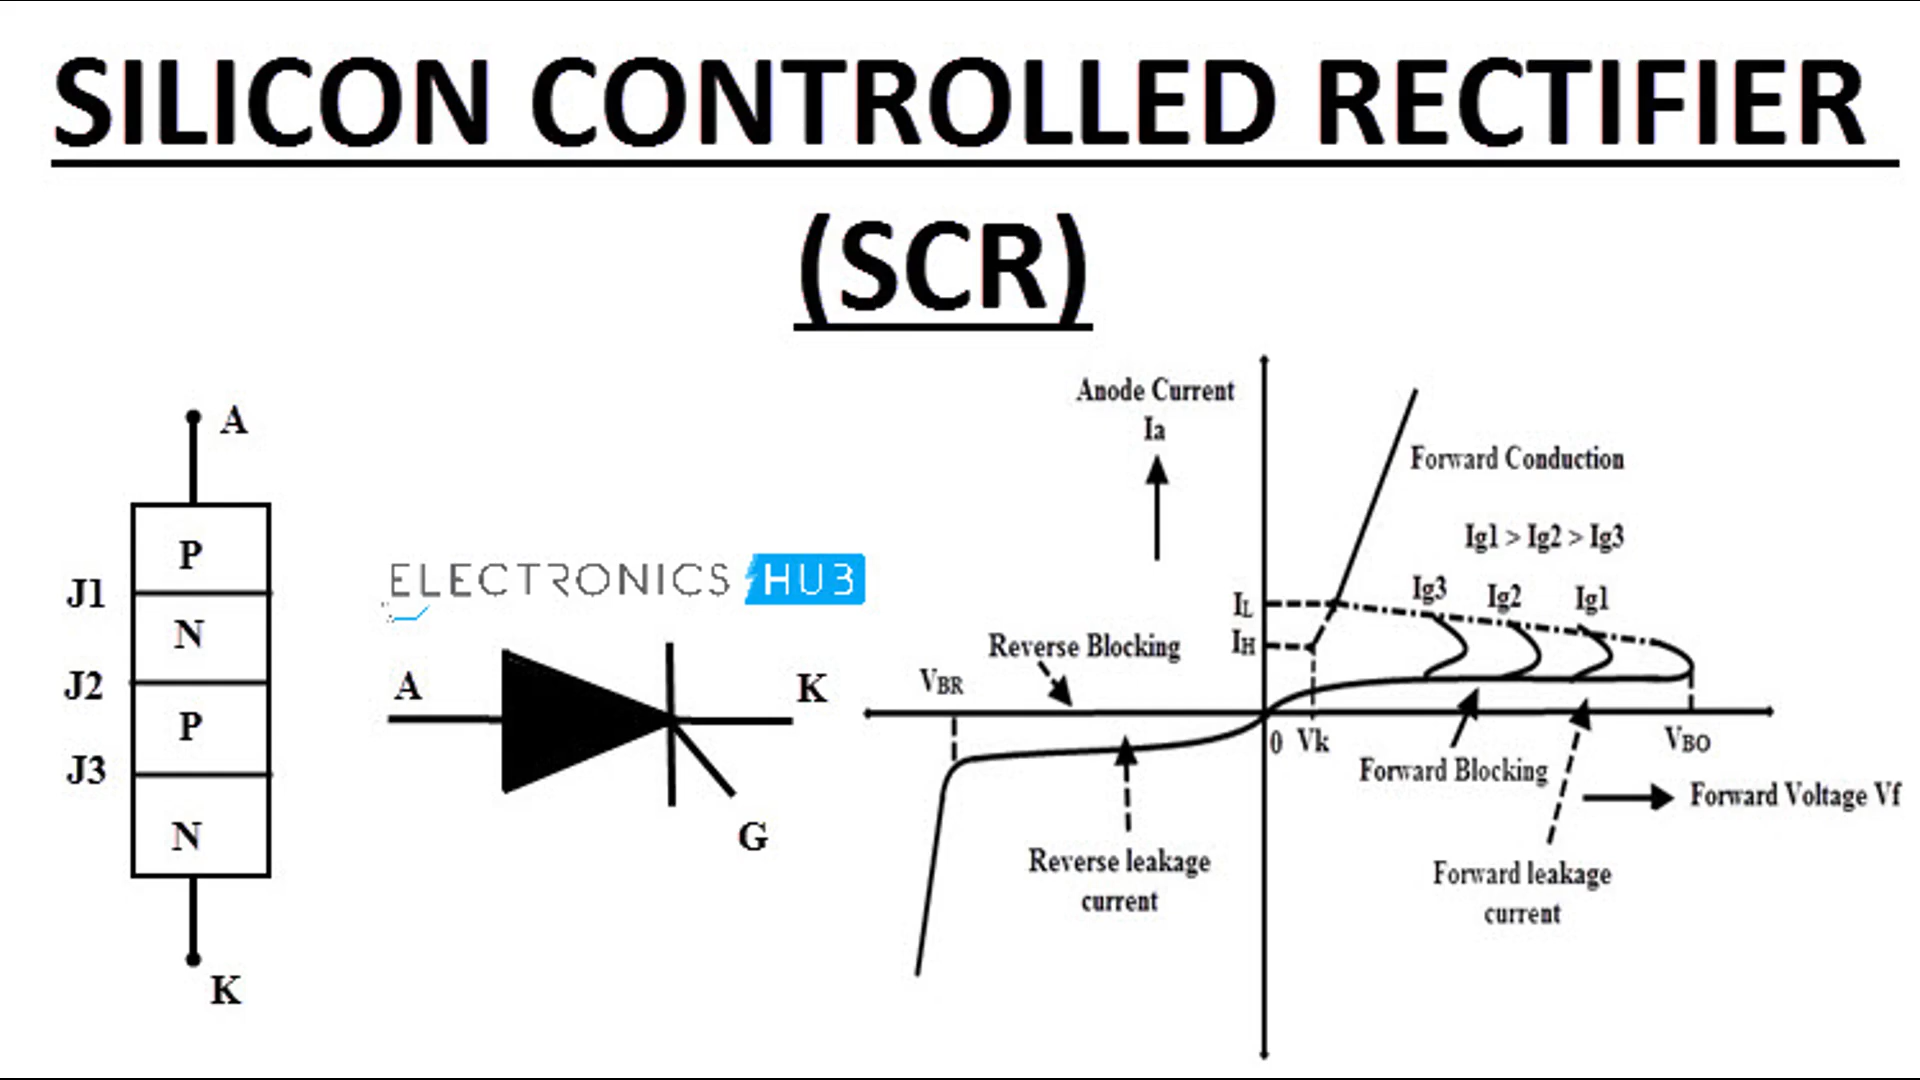 SILICON CONTROLLED RECTIFIER
(SCR)
A
P
J1
N
J2
P
J3
N
K
ELECTRONICS HUB
A
K
G
Anode Current
Ia
Forward Conduction
Ig1 > Ig2 > Ig3
Ig3 Ig2 Ig1
IL
IH
Reverse Blocking
VBR
0 Vk
VBO
Forward Blocking
Forward Voltage Vf
Reverse leakage
current
Forward leakage
current